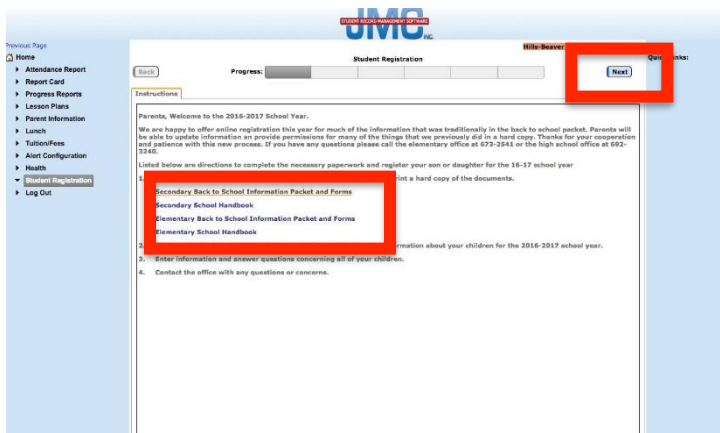 STUDENT RECORD MANAGEMENT SOFTWARE
JMC
INC.
Previous Page
Hills-Beaver
Home
Student Registration
Attendance Report
Back
Progress:
Next
Report Card
Progress Reports
Instructions
Lesson Plans
Parent Information
Lunch
Tuition/Fees
Alert Configuration
Health
Student Registration
Log Out
Parents, Welcome to the 2016-2017 School Year.
We are happy to offer online registration this year for much of the information that was traditionally in the back to school packet. Parents will
be able to update information an provide permissions for many of the things that we previously did in a hard copy. Thanks for your cooperation
and patience with this new process. If you have any questions please call the elementary office at 673-2541 or the high school office at 692-
3240.
Listed below are directions to complete the necessary paperwork and register your son or daughter for the 16-17 school year
1.
print a hard copy of the documents.
Secondary Back to School Information Packet and Forms
Secondary School Handbook
Elementary Back to School Information Packet and Forms
Elementary School Handbook
2.
information about your children for the 2016-2017 school year.
3. Enter information and answer questions concerning all of your children.
4. Contact the office with any questions or concerns.